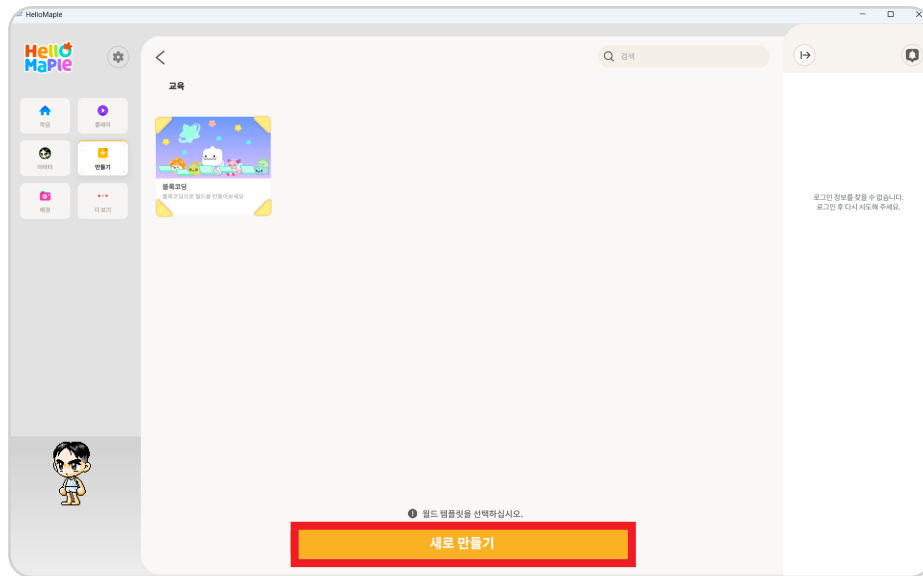 HelloMaple
Hello
Maple
검색
교육
학급
플레이
아바타
만들기
배경
더 보기
블록코딩
블록코딩으로 월드를 만들어보세요
로그인 정보를 찾을 수 없습니다.
로그인 후 다시 시도해 주세요.
월드 템플릿을 선택하십시오.
새로 만들기